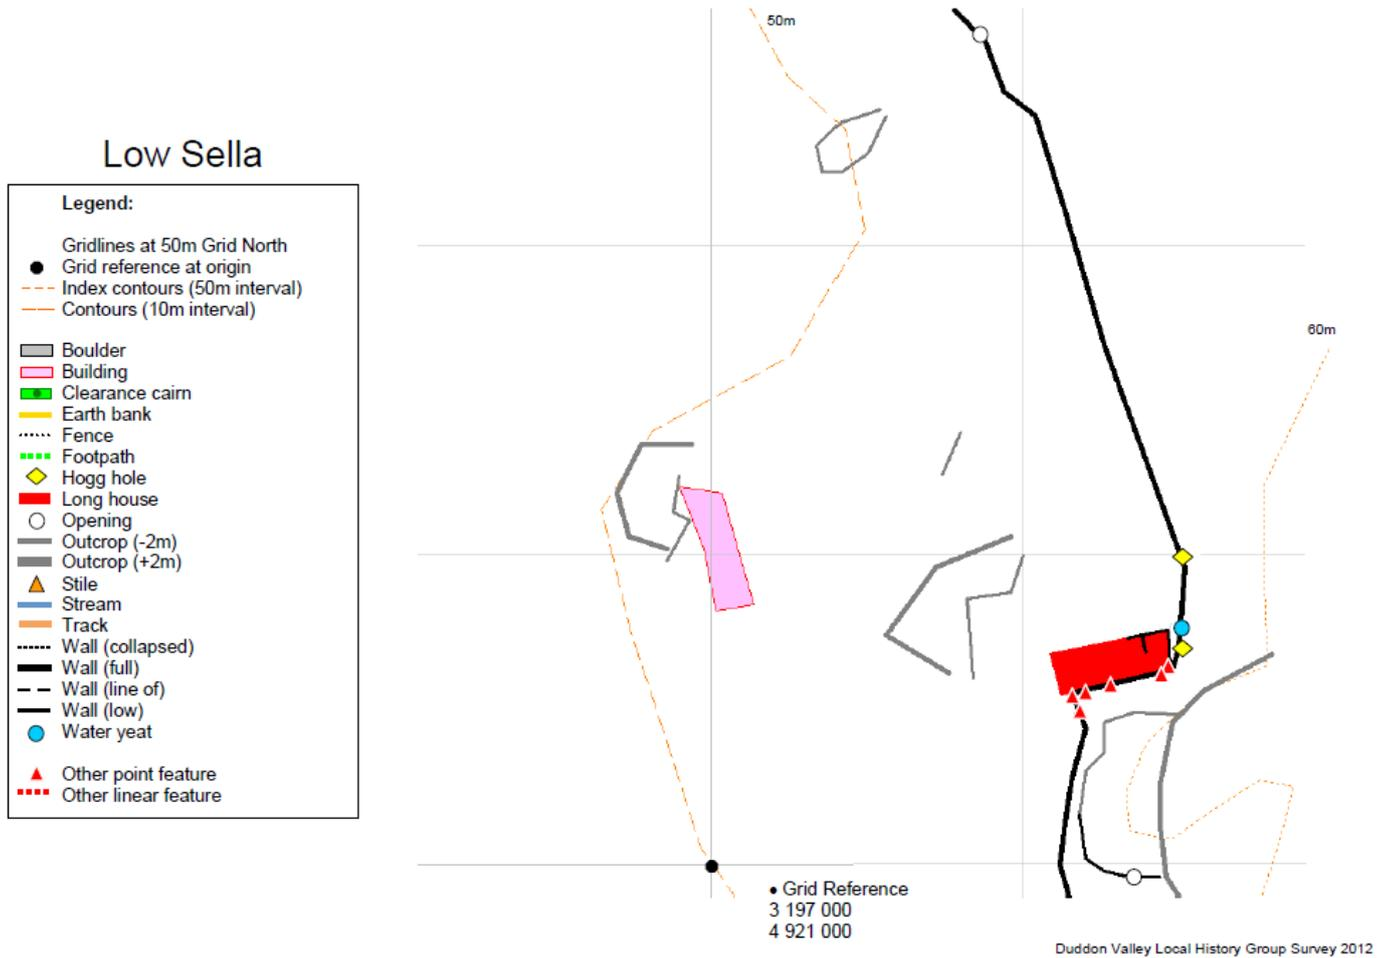 50m
Low Sella
Legend:
Gridlines at 50m Grid North
Grid reference at origin
Index contours (50m interval)
Contours (10m interval)
60m
Boulder
Building
Clearance cairn
Earth bank
Fence
Footpath
Hogg hole
Long house
Opening
Outcrop (-2m)
Outcrop (+2m)
Stile
Stream
Track
Wall (collapsed)
Wall (full)
Wall (line of)
Wall (low)
Water yeat
Other point feature
Other linear feature
• Grid Reference
3 197 000
4 921 000
Duddon Valley Local History Group Survey 2012